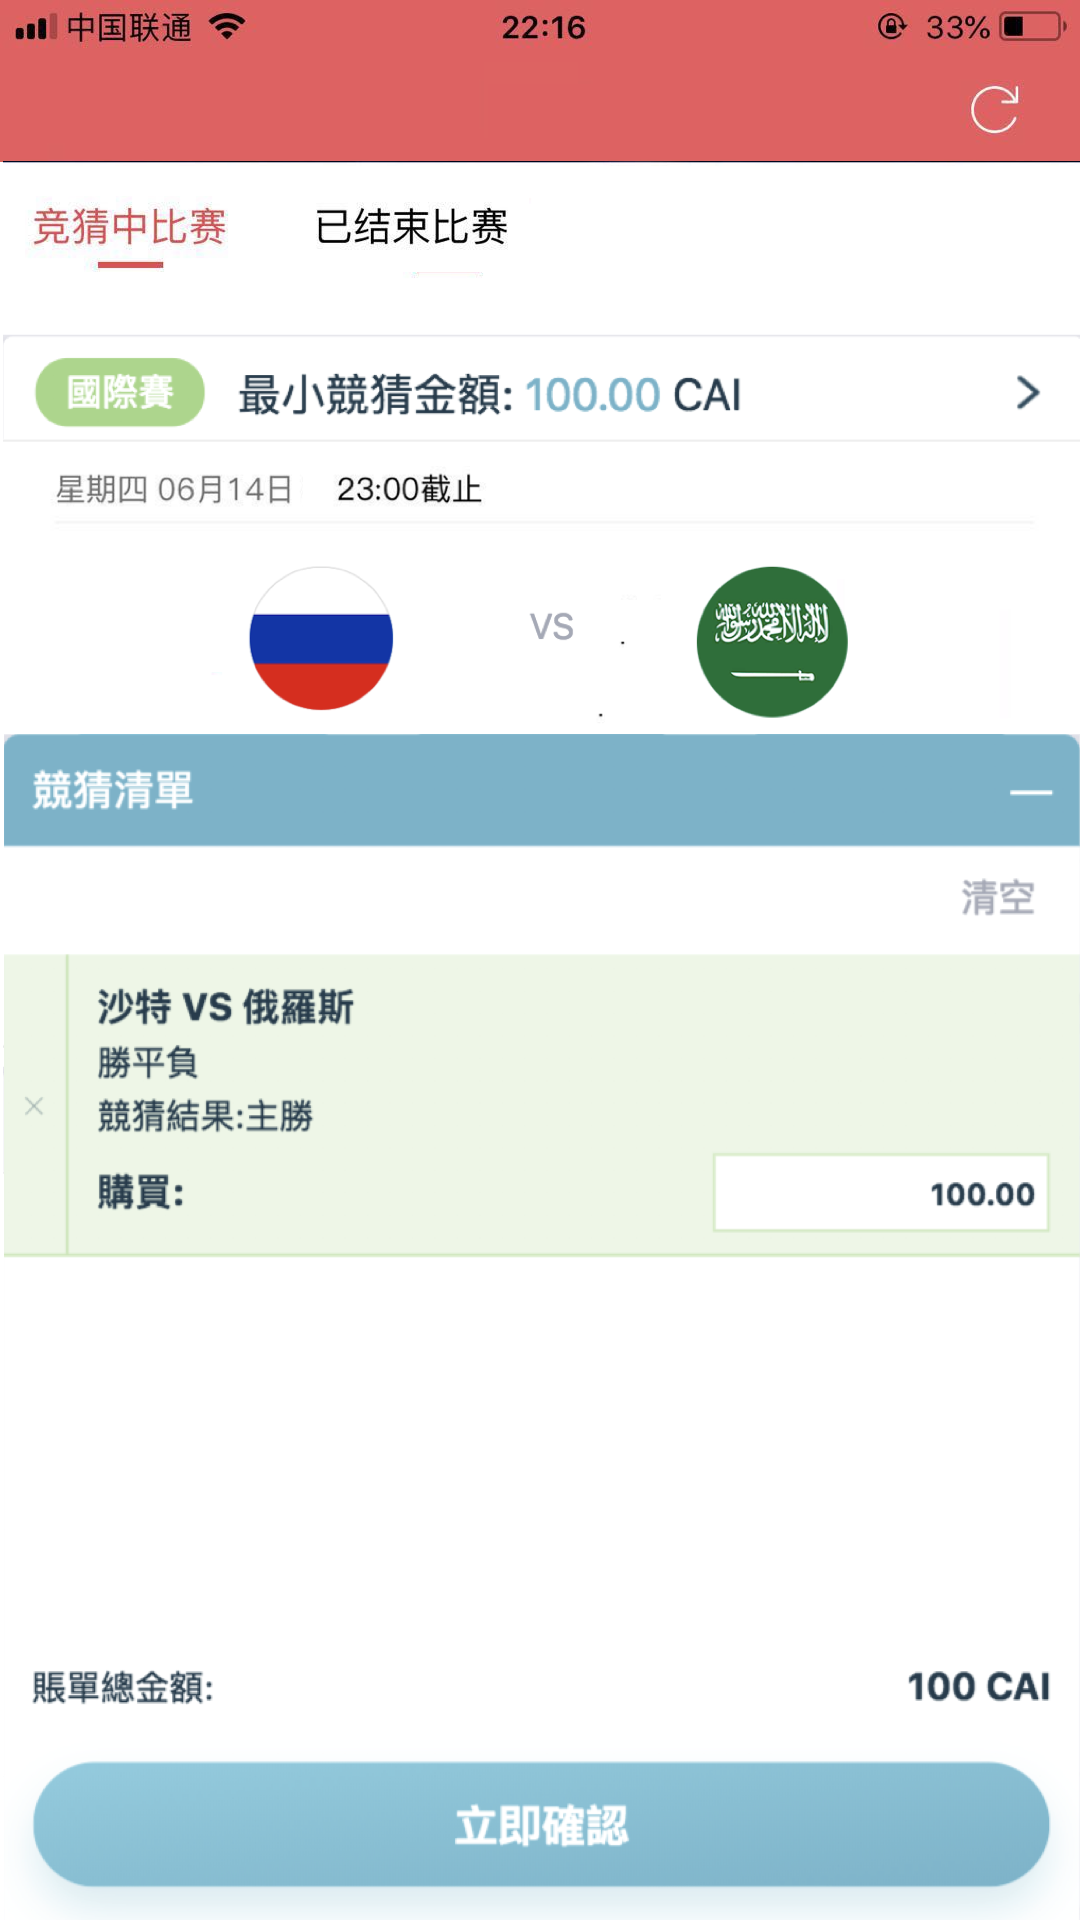 中国联通 22:16 33%
竞猜中比赛 已结束比赛
國際賽 最小競猜金額: 100.00 CAI
星期四 06月14日 23:00截止
VS
競猜清單
清空
沙特 VS 俄羅斯
勝平負
競猜結果:主勝
購買: 100.00
賬單總金額: 100 CAI
立即確認